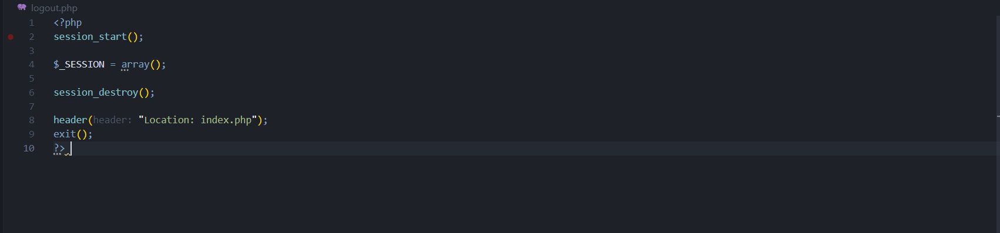 logout.php
1 <?php
2 session_start();
3
4 $_SESSION = array();
5
6 session_destroy();
7
8 header(header: "Location: index.php");
9 exit();
10 ?>